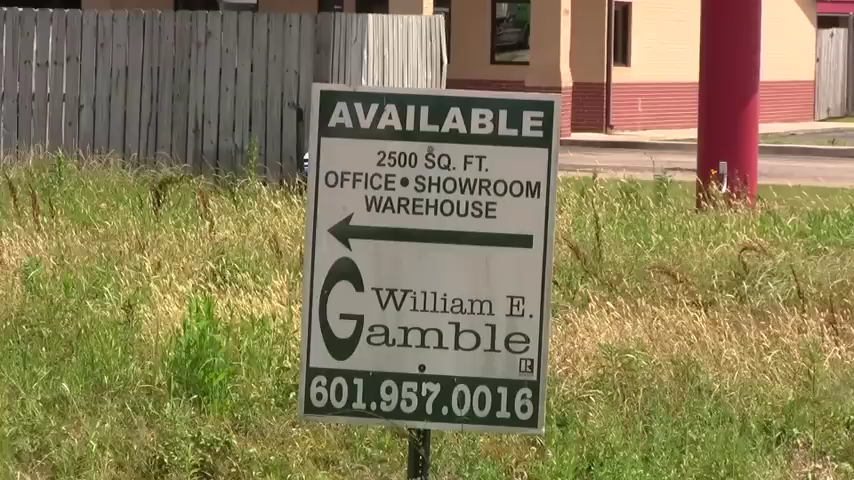 AVAILABLE
2500 SQ. FT.
OFFICE • SHOWROOM
WAREHOUSE
William E.
Gamble
R
601.957.0016